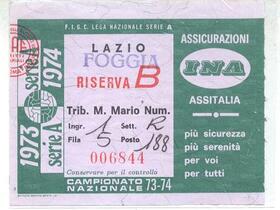 F.I.G.C. LEGA NAZIONALE SERIE A
1973 serie A
serie A 1974
LAZIO
FOGGIA
RISERVA B
Trib. M. Mario Num.
Ingr. 1 Sett. R
Fila 5 Posto 188
006844
Conservare per il controllo
CAMPIONATO
NAZIONALE 73-74
ASSICURAZIONI
INA
ASSITALIA
più sicurezza
più serenità
per voi
per tutti